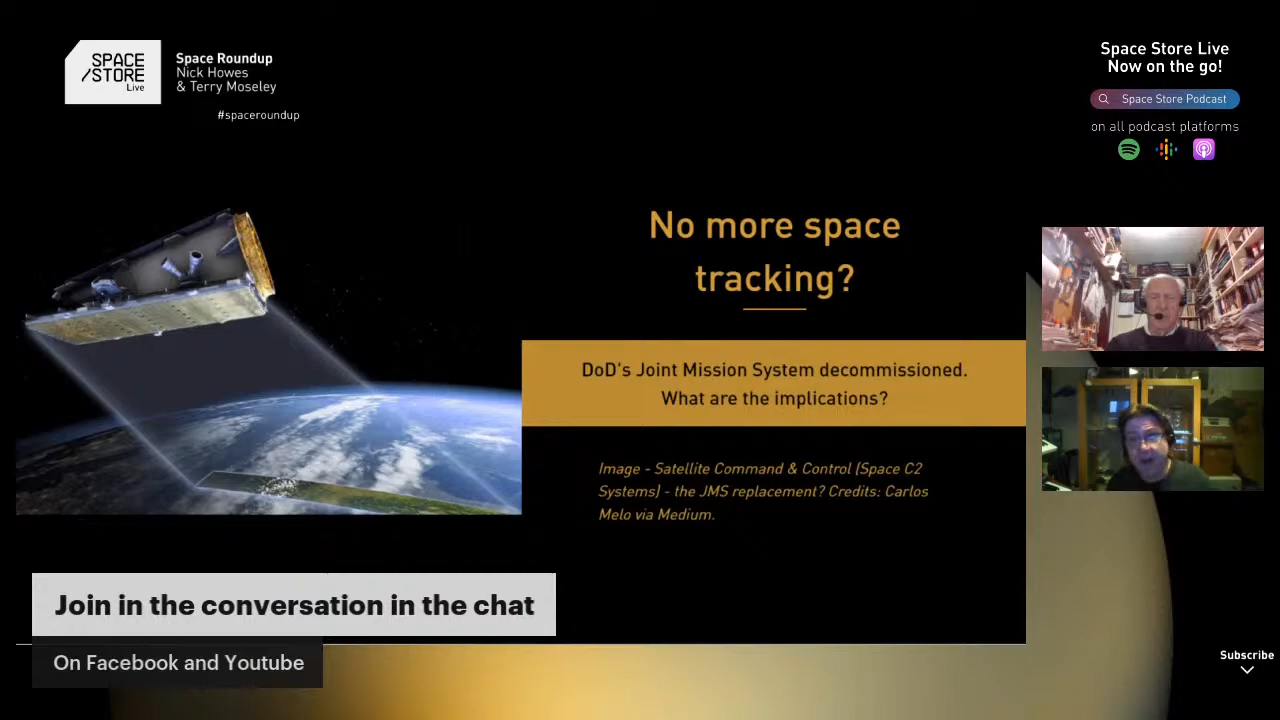 SPACE
/STORE
Live
Space Roundup
Nick Howes
& Terry Moseley
#spaceroundup
Space Store Live
Now on the go!
Space Store Podcast
on all podcast platforms
No more space
tracking?
DoD's Joint Mission System decommissioned.
What are the implications?
Image - Satellite Command & Control (Space C2
Systems) - the JMS replacement? Credits: Carlos
Melo via Medium.
Join in the conversation in the chat
On Facebook and Youtube
Subscribe